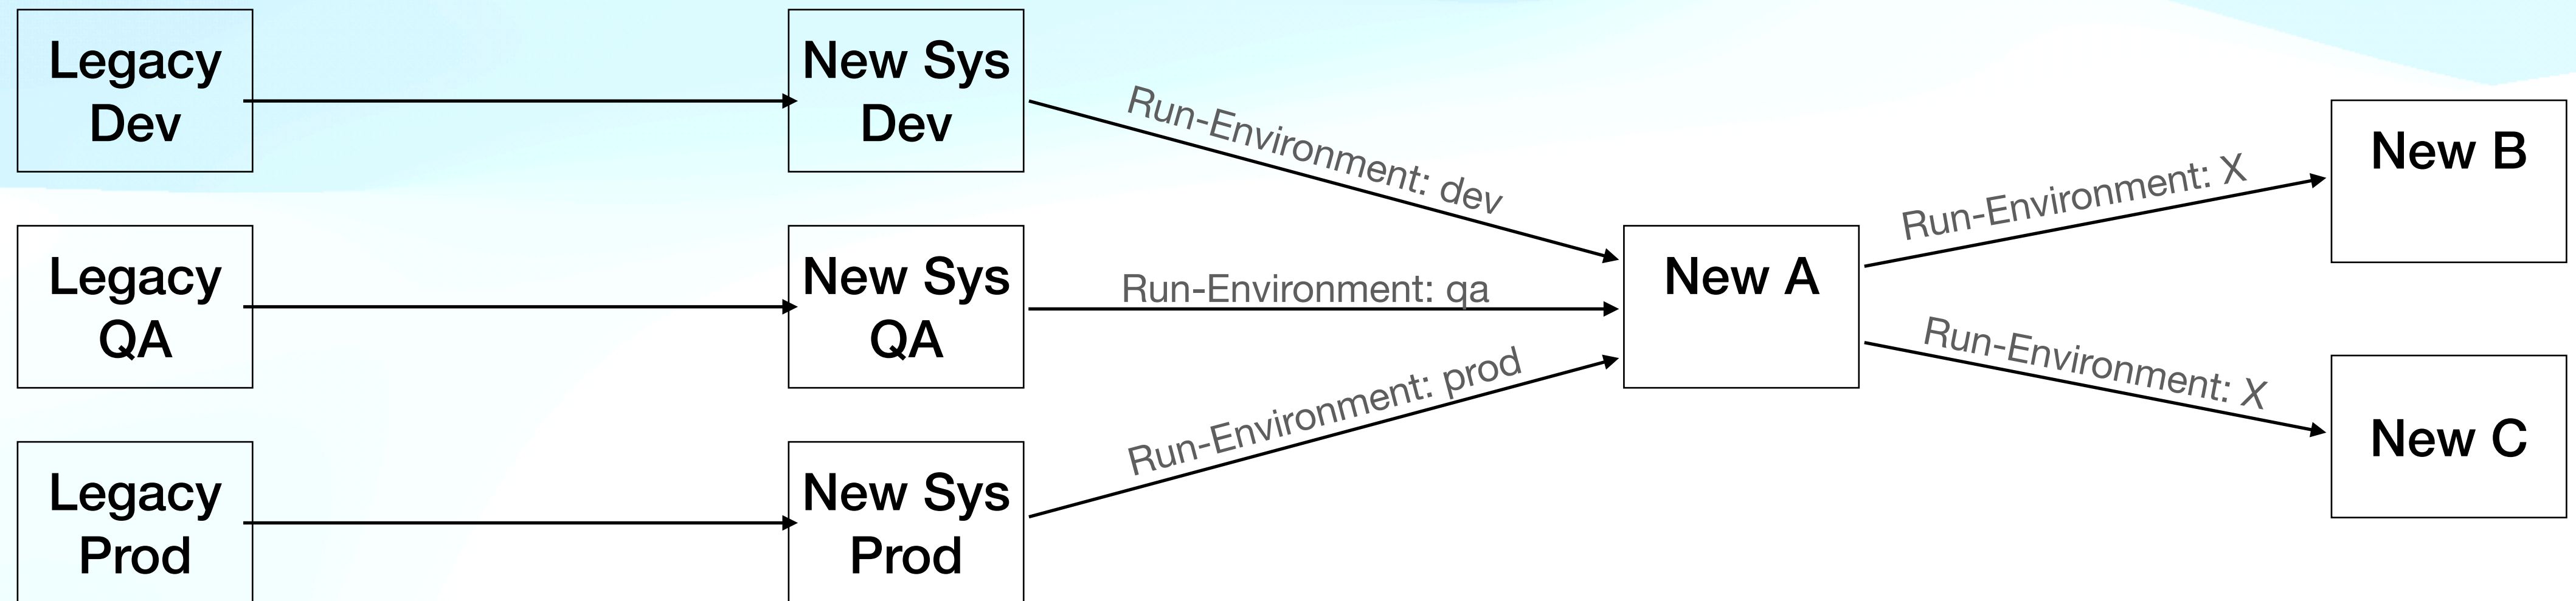 Legacy
Dev
New Sys
Dev
Run-Environment: dev
Legacy
QA
New Sys
QA
Run-Environment: qa
Legacy
Prod
New Sys
Prod
Run-Environment: prod
New A
Run-Environment: X
New B
Run-Environment: X
New C